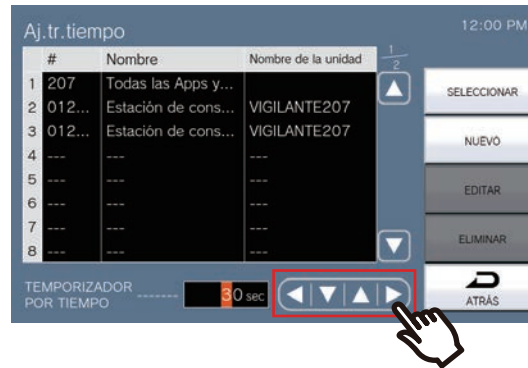 Aj.tr.tiempo 12:00 PM
# Nombre Nombre de la unidad 1/2
1 207 Todas las Apps y...
2 012... Estación de cons... VIGILANTE207
3 012... Estación de cons... VIGILANTE207
4 --- --- ---
5 --- --- ---
6 --- --- ---
7 --- --- ---
8 --- --- ---
SELECCIONAR
NUEVO
EDITAR
ELIMINAR
ATRÁS
TEMPORIZADOR
POR TIEMPO ------- 30 sec